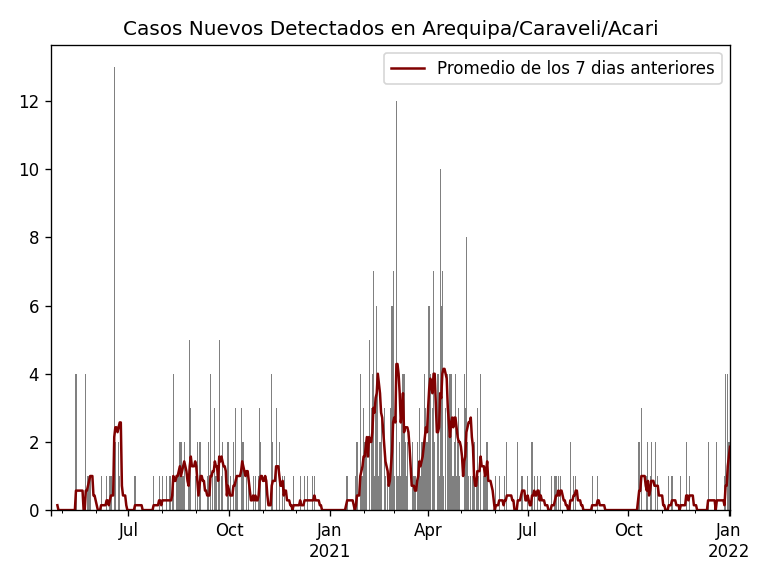 Casos Nuevos Detectados en Arequipa/Caraveli/Acari
Promedio de los 7 dias anteriores
12
10
8
6
4
2
0
Jul
Oct
Jan
2021
Apr
Jul
Oct
Jan
2022